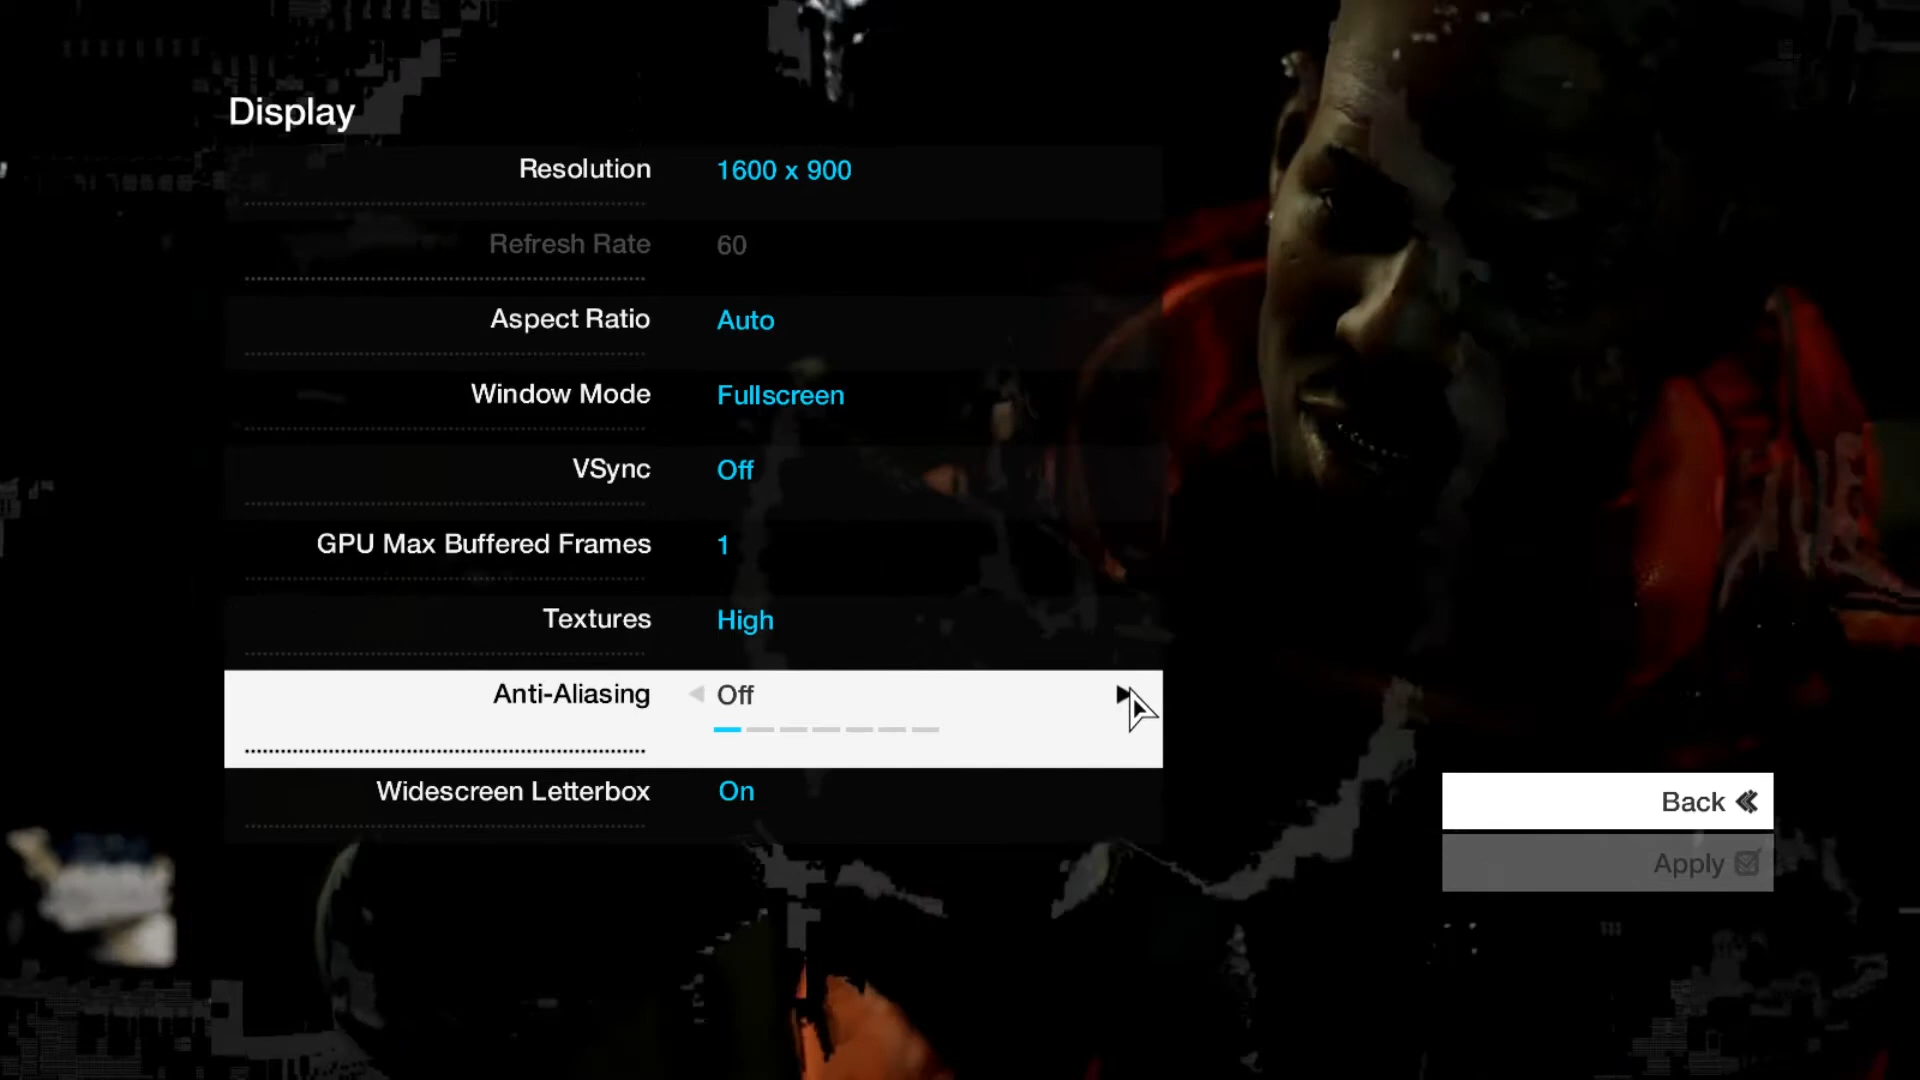 Display
Resolution 1600 x 900
Refresh Rate 60
Aspect Ratio Auto
Window Mode Fullscreen
VSync Off
GPU Max Buffered Frames 1
Textures High
Anti-Aliasing Off
Widescreen Letterbox On
Back
Apply